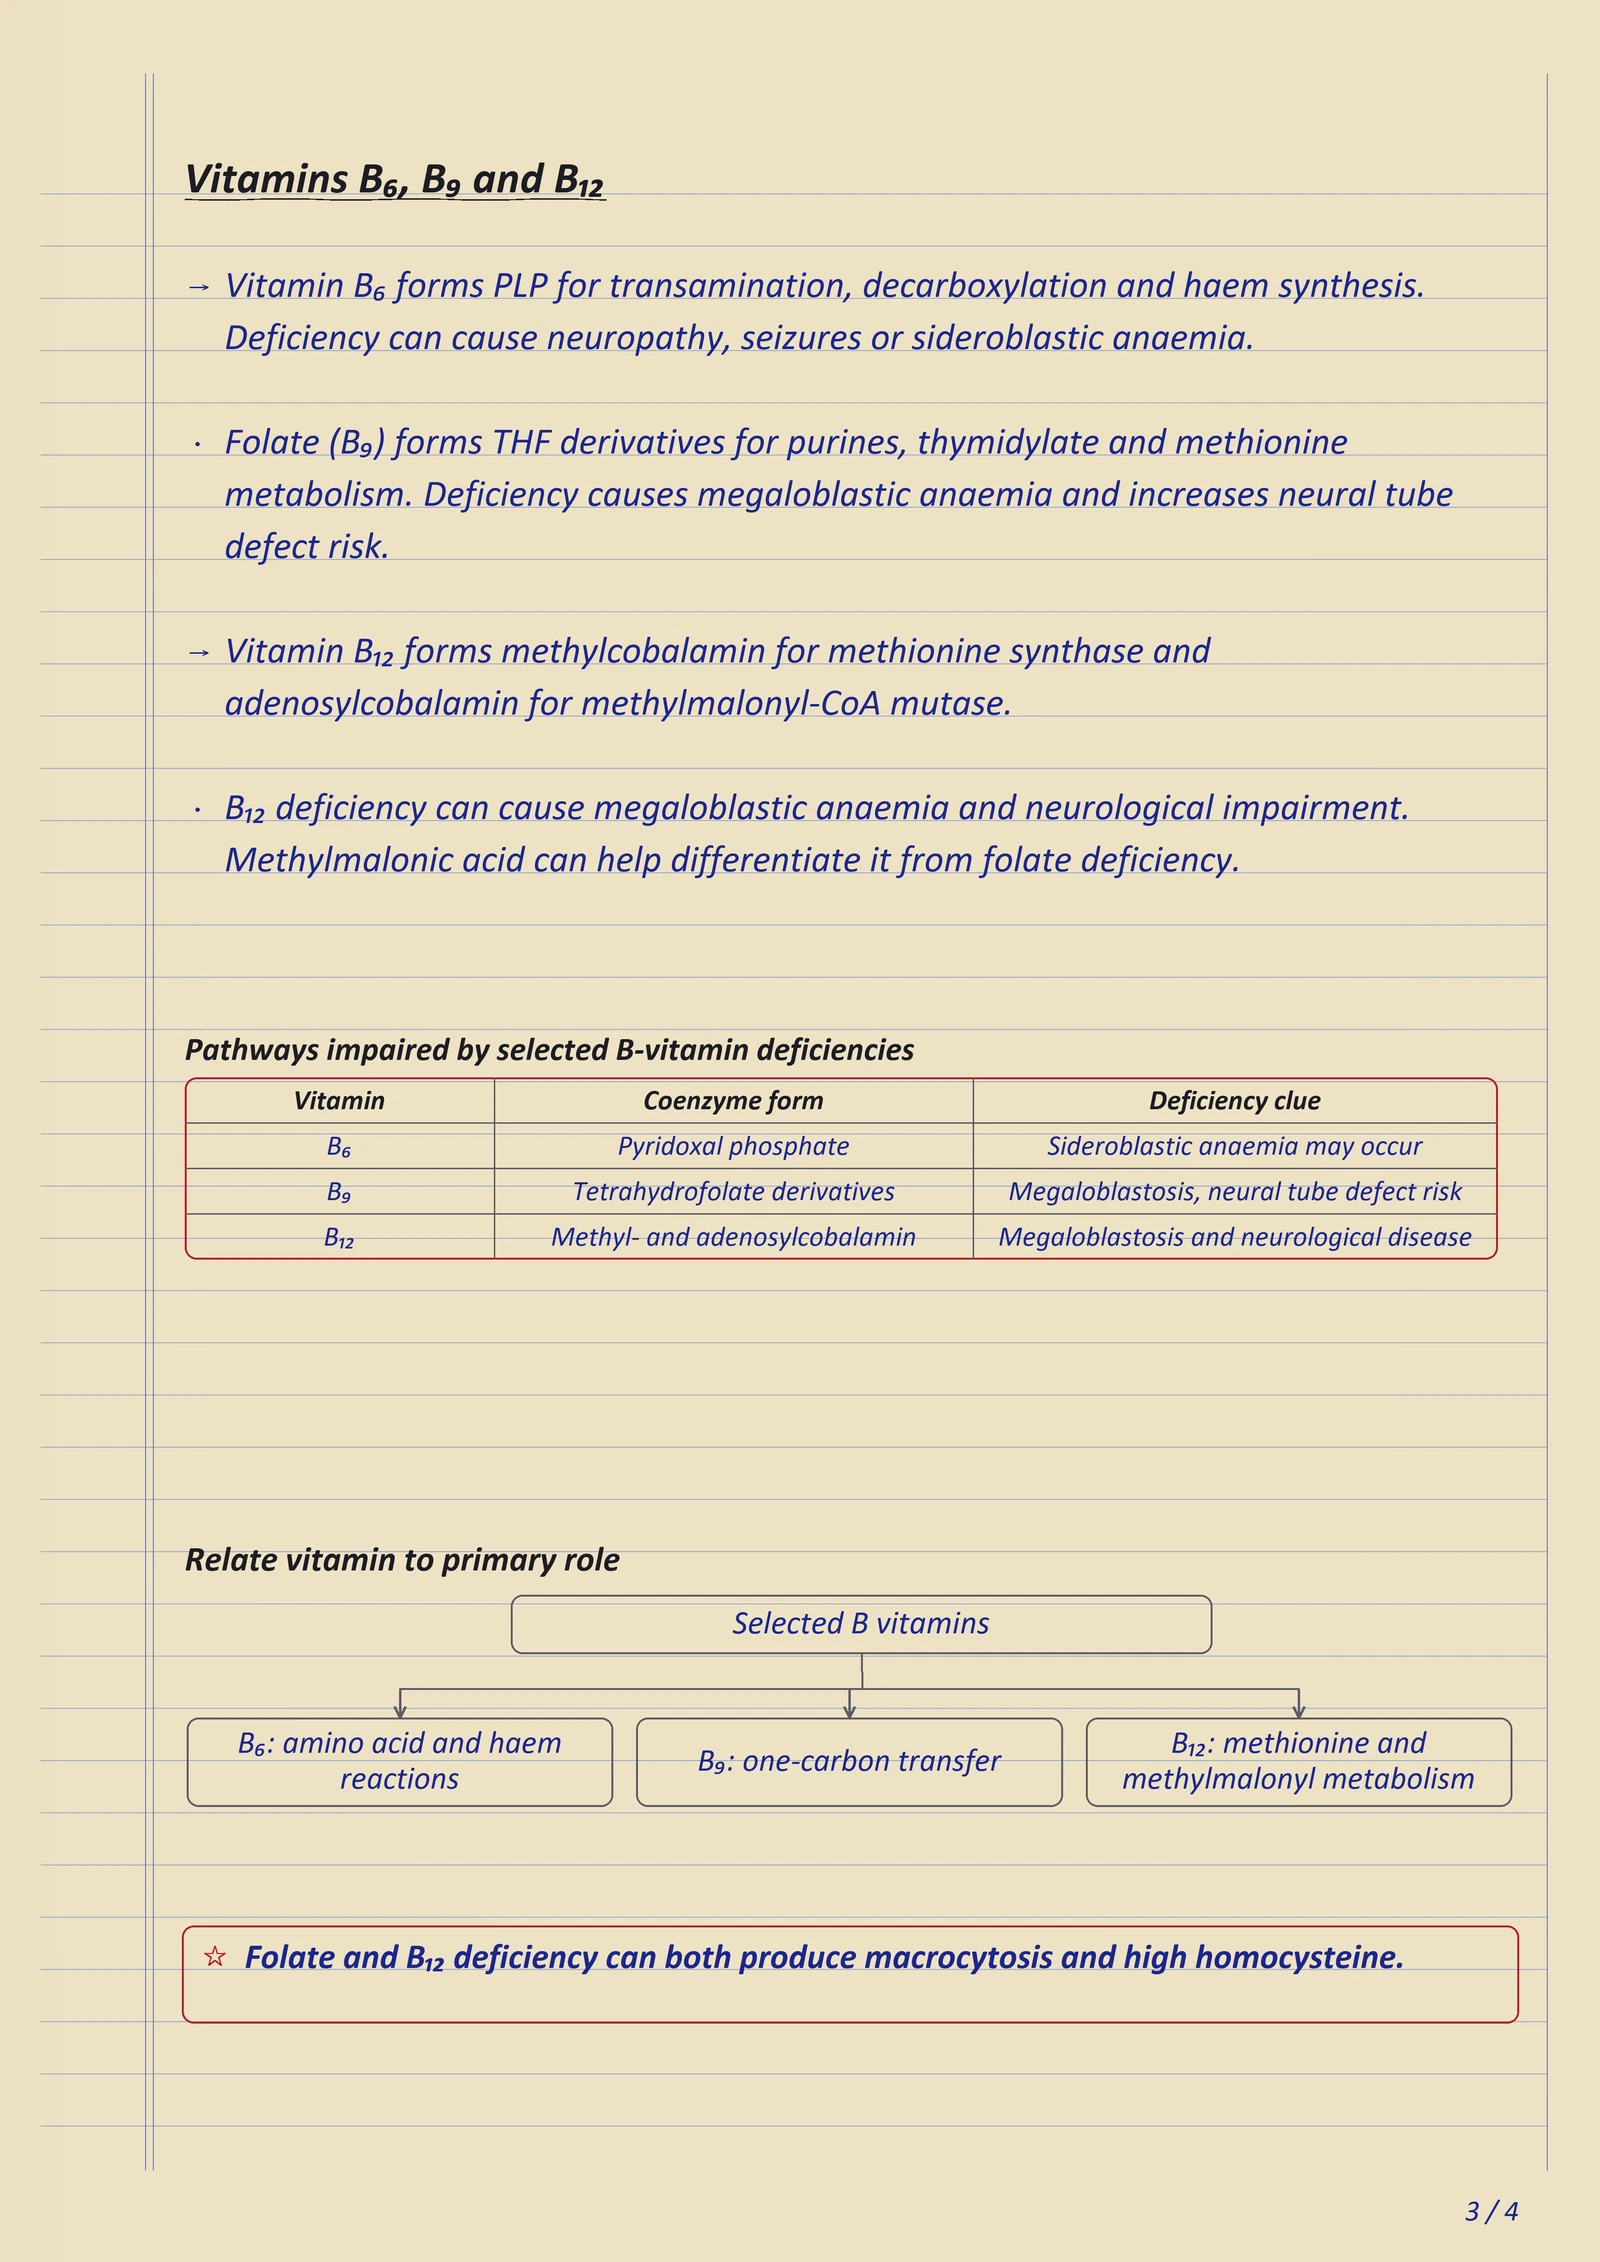 Vitamins B₆, B₉ and B₁₂
→ Vitamin B₆ forms PLP for transamination, decarboxylation and haem synthesis.
Deficiency can cause neuropathy, seizures or sideroblastic anaemia.
· Folate (B₉) forms THF derivatives for purines, thymidylate and methionine
metabolism. Deficiency causes megaloblastic anaemia and increases neural tube
defect risk.
→ Vitamin B₁₂ forms methylcobalamin for methionine synthase and
adenosylcobalamin for methylmalonyl-CoA mutase.
· B₁₂ deficiency can cause megaloblastic anaemia and neurological impairment.
Methylmalonic acid can help differentiate it from folate deficiency.
Pathways impaired by selected B-vitamin deficiencies
Vitamin Coenzyme form Deficiency clue
B₆ Pyridoxal phosphate Sideroblastic anaemia may occur
B₉ Tetrahydrofolate derivatives Megaloblastosis, neural tube defect risk
B₁₂ Methyl- and adenosylcobalamin Megaloblastosis and neurological disease
Relate vitamin to primary role
Selected B vitamins
B₆: amino acid and haem
reactions
B₉: one-carbon transfer
B₁₂: methionine and
methylmalonyl metabolism
☆ Folate and B₁₂ deficiency can both produce macrocytosis and high homocysteine.
3 / 4